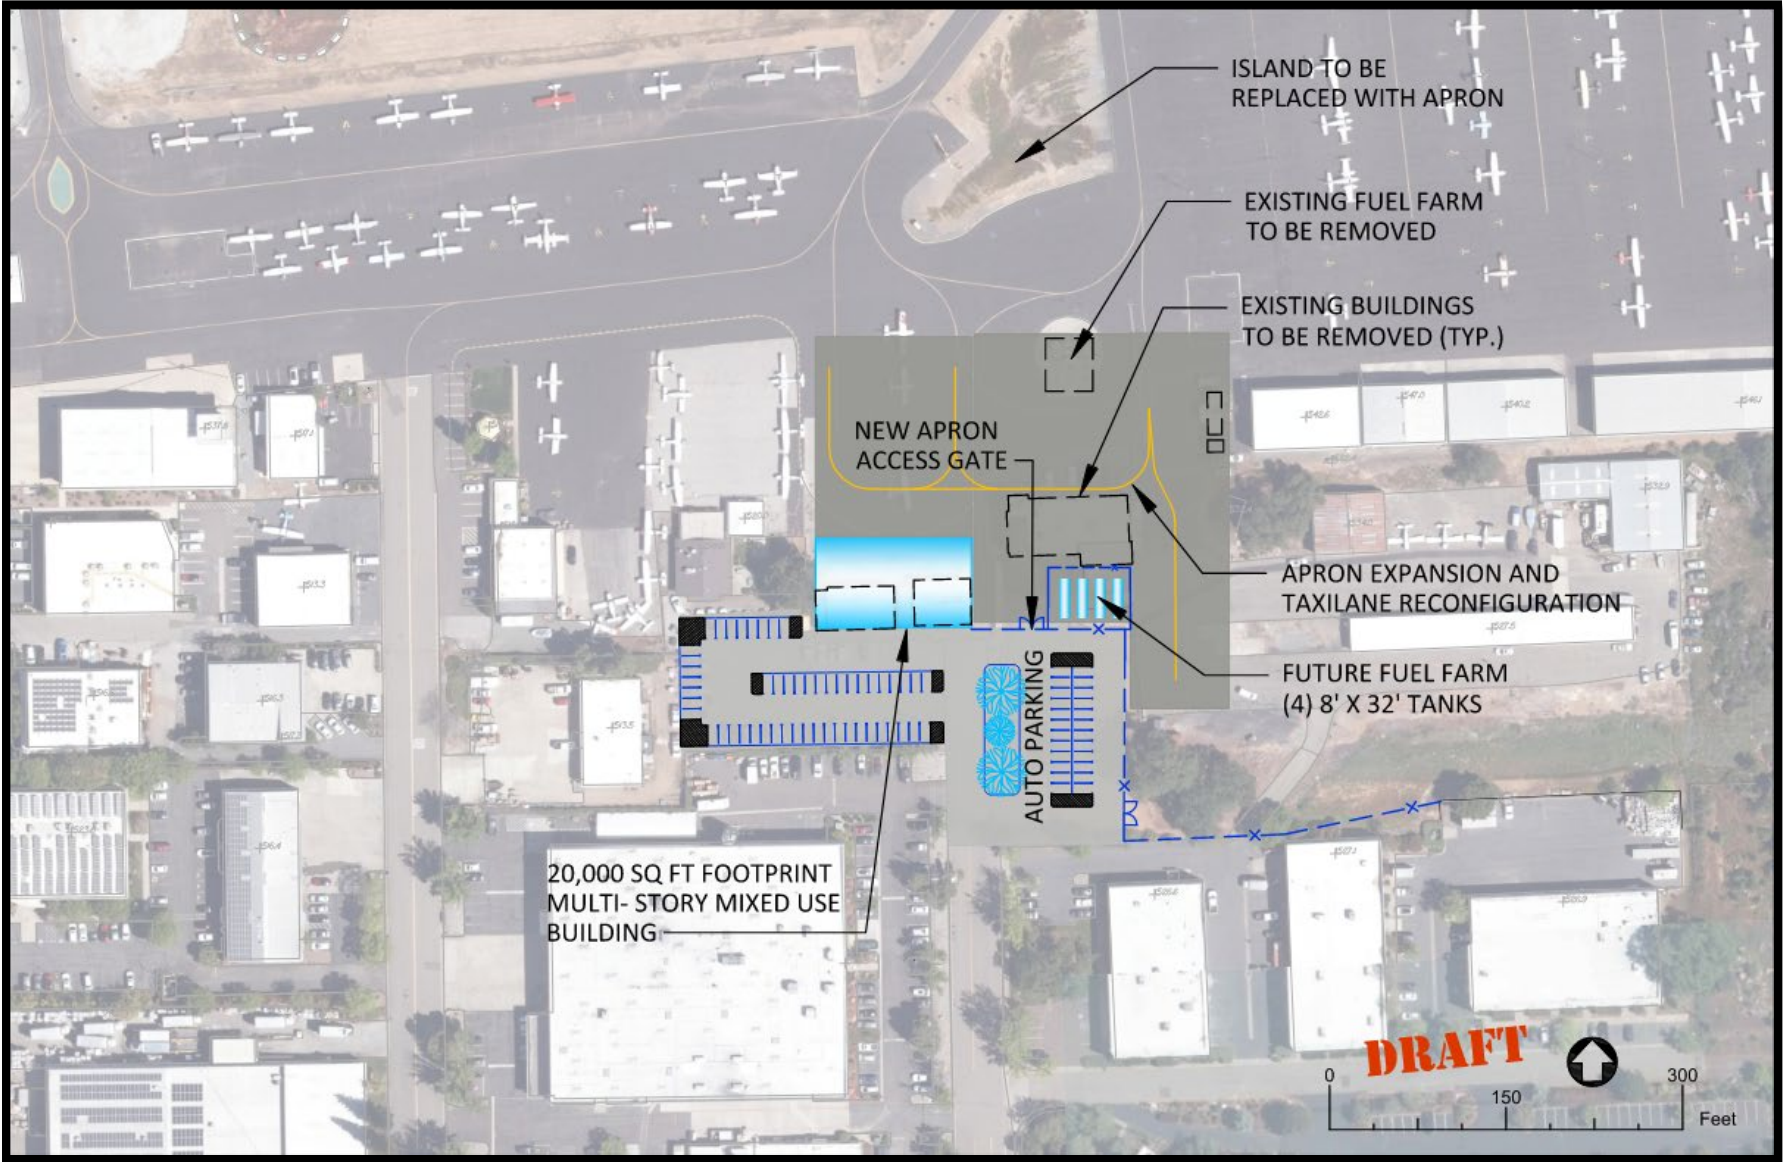 ISLAND TO BE
REPLACED WITH APRON
EXISTING FUEL FARM
TO BE REMOVED
EXISTING BUILDINGS
TO BE REMOVED (TYP.)
NEW APRON
ACCESS GATE
APRON EXPANSION AND
TAXILANE RECONFIGURATION
FUTURE FUEL FARM
(4) 8' X 32' TANKS
AUTO PARKING
20,000 SQ FT FOOTPRINT
MULTI- STORY MIXED USE
BUILDING
DRAFT
0
150
300
Feet